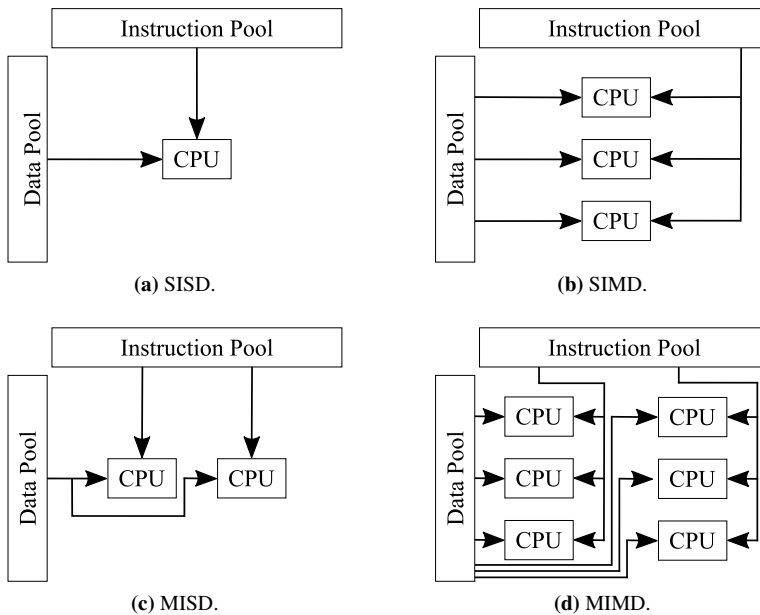 Instruction Pool
Data Pool
CPU
(a) SISD.
Instruction Pool
Data Pool
CPU
CPU
CPU
(b) SIMD.
Instruction Pool
Data Pool
CPU
CPU
(c) MISD.
Instruction Pool
Data Pool
CPU
CPU
CPU
CPU
CPU
CPU
(d) MIMD.